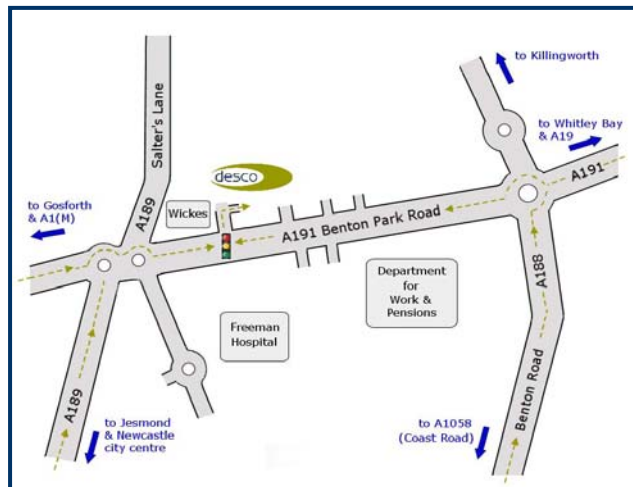 to Killingworth
to Whitley Bay
& A19
A191
Salter's Lane
A189
desco
Wickes
to Gosforth
& A1(M)
A191 Benton Park Road
Department
for
Work &
Pensions
A188
Freeman
Hospital
Benton Road
A189
to Jesmond
& Newcastle
city centre
to A1058
(Coast Road)